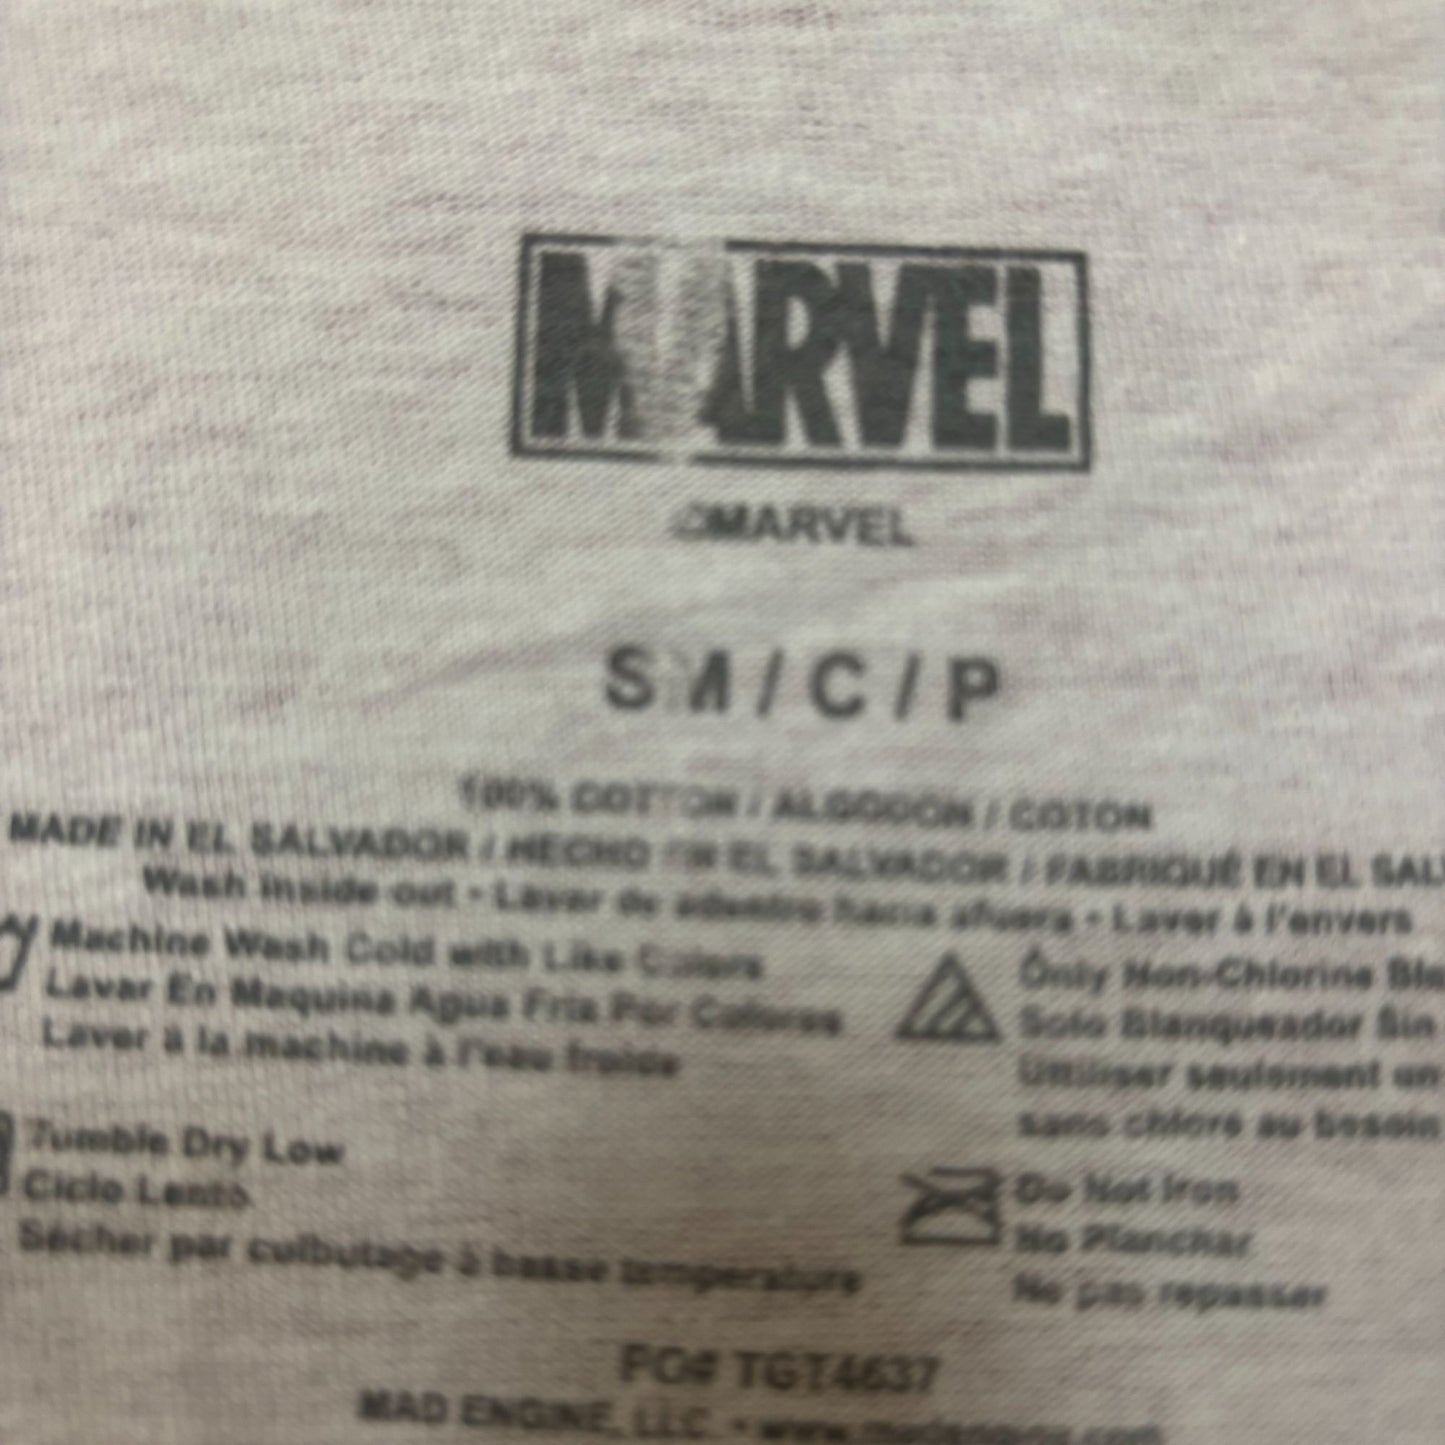 MARVEL
©MARVEL
SM / C / P
100% COTTON / ALGODÓN / COTON
MADE IN EL SALVADOR / HECHO EN EL SALVADOR / FABRIQUÉ EN EL SAL
Wash inside out • Lavar de adentro hacia afuera • Laver à l'envers
Machine Wash Cold with Like Colors
Lavar En Maquina Agua Fria Por Colores
Laver à la machine à l'eau froide
Only Non-Chlorine
Solo Blanqueador Sin
Utiliser seulement en
sans chlore au besoin
Tumble Dry Low
Ciclo Lento
Sécher par culbutage à basse température
Do Not Iron
No Planchar
Ne pas repasser
PO# TGT4637
MAD ENGINE, LLC. •